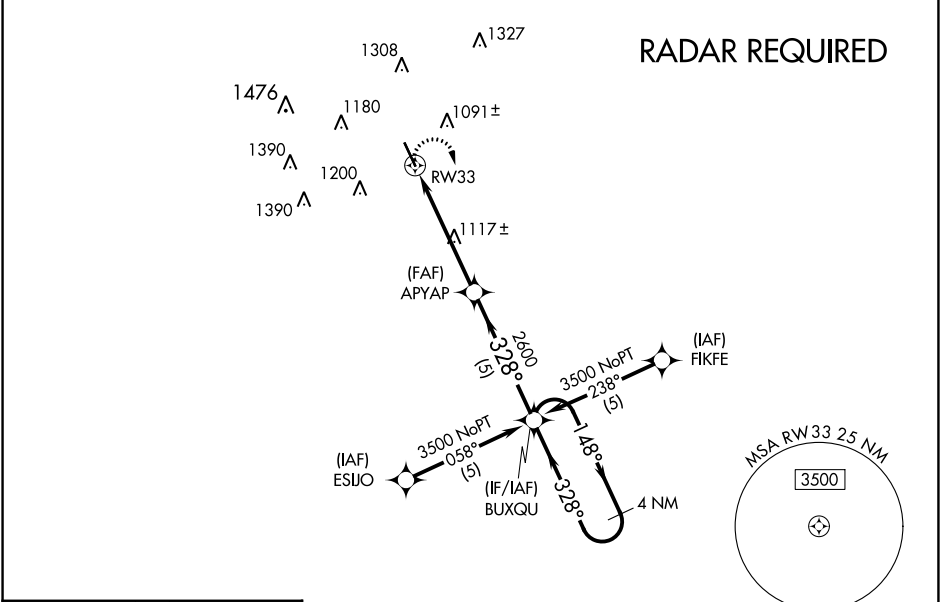 1327
1308
RADAR REQUIRED
1476
1180
1091±
1390
1200
RW33
1390
1117±
(FAF)
APYAP
2600
328°
(5)
(IAF)
FIKFE
3500 NoPT
238°
(5)
3500 NoPT
058°
(5)
(IAF)
ESIJO
(IF/IAF)
BUXQU
148°
328°
4 NM
MSA RW33 25 NM
3500